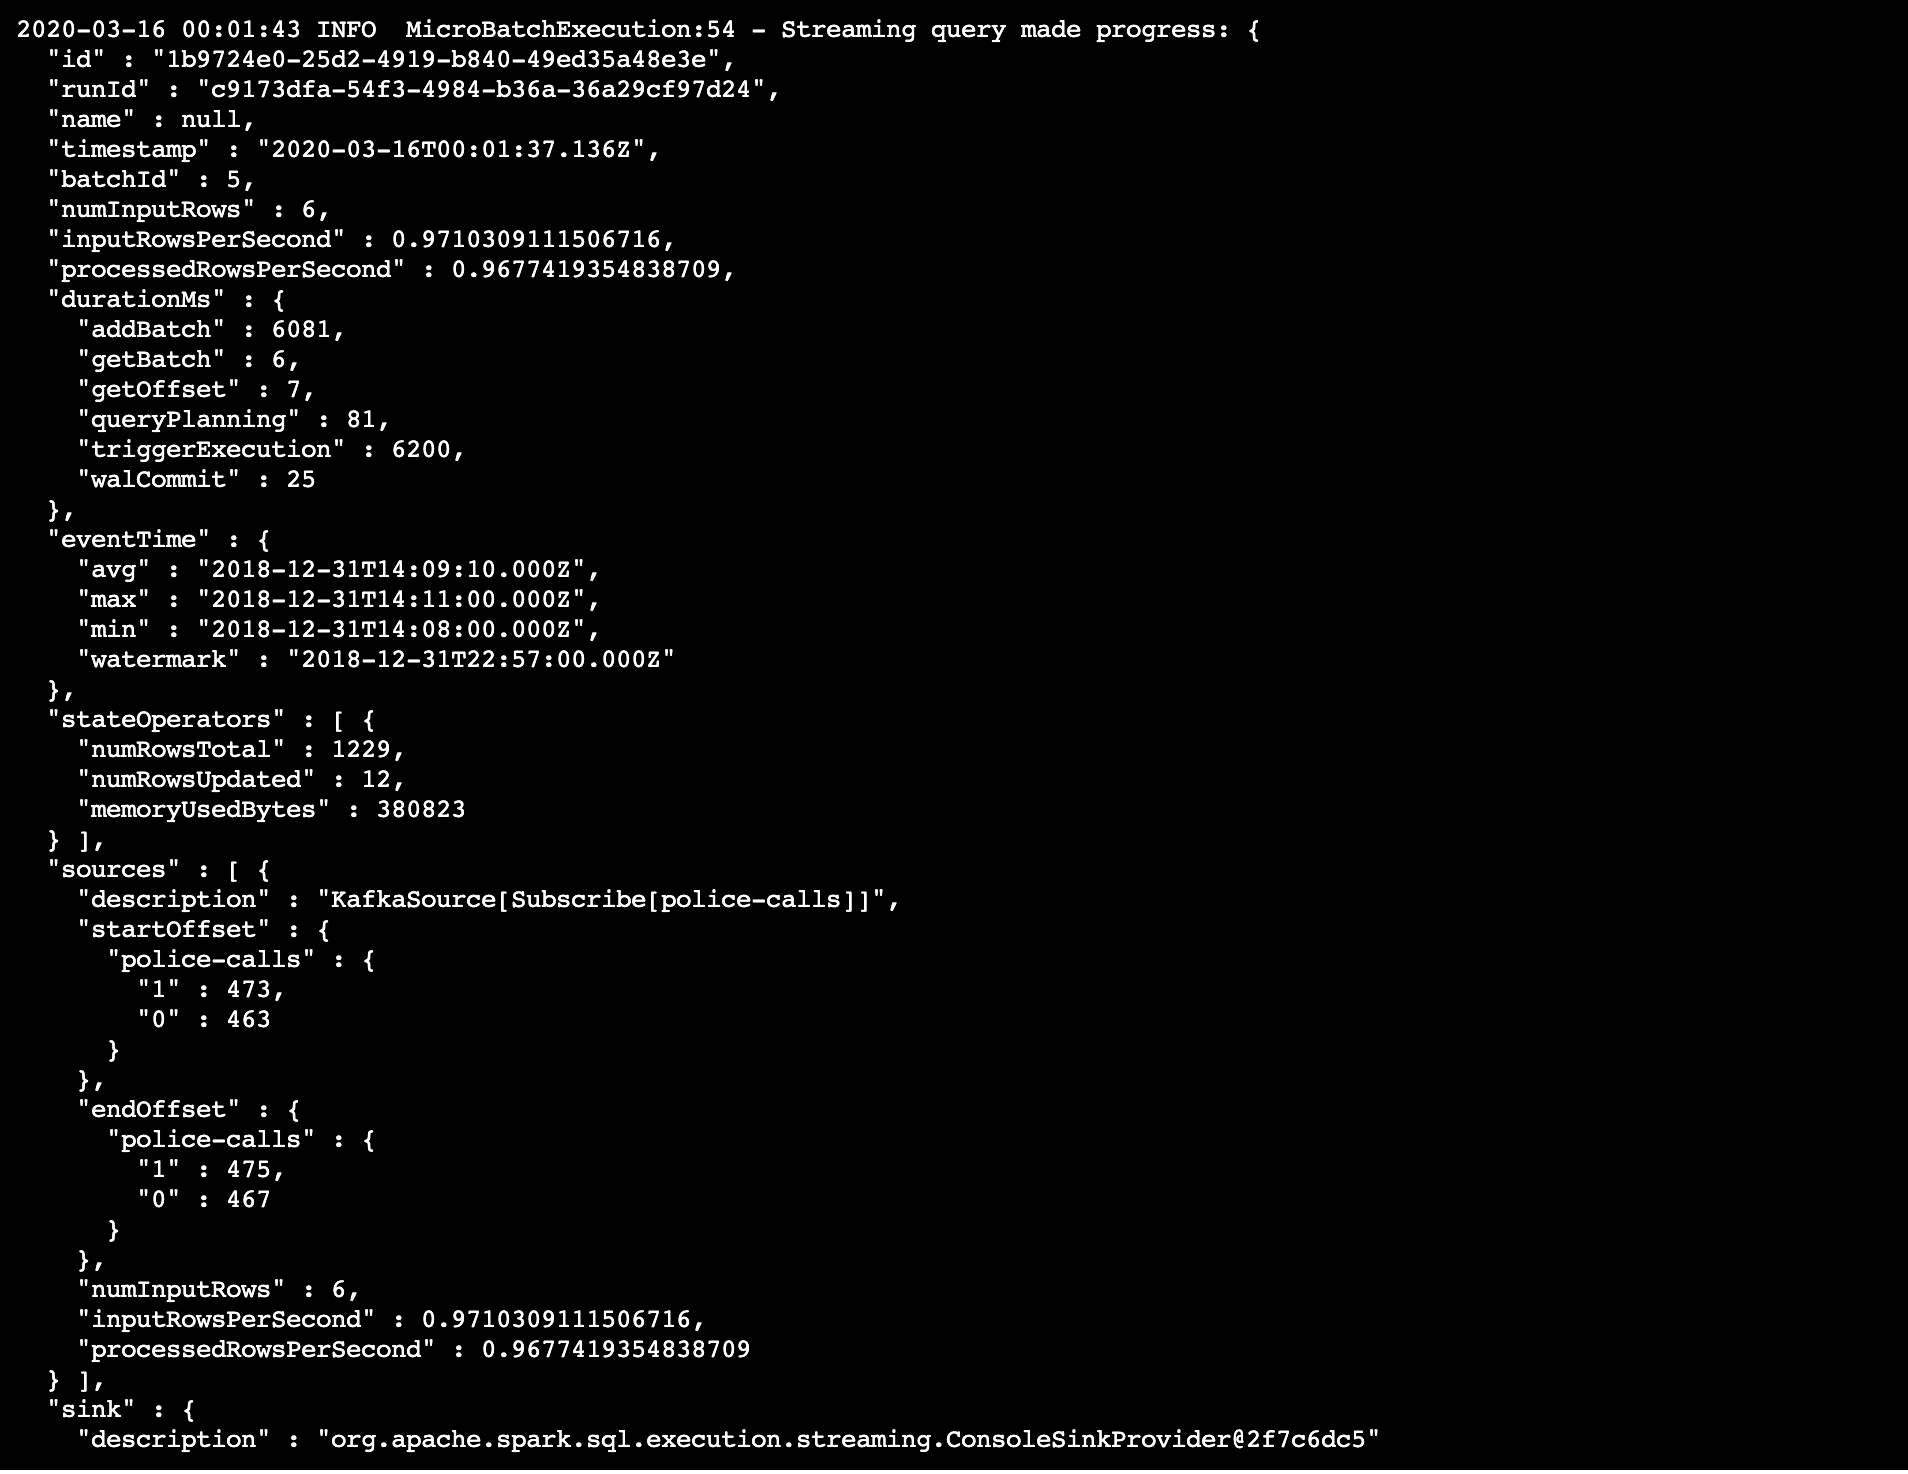 2020-03-16 00:01:43 INFO  MicroBatchExecution:54 - Streaming query made progress: {
  "id" : "1b9724e0-25d2-4919-b840-49ed35a48e3e",
  "runId" : "c9173dfa-54f3-4984-b36a-36a29cf97d24",
  "name" : null,
  "timestamp" : "2020-03-16T00:01:37.136Z",
  "batchId" : 5,
  "numInputRows" : 6,
  "inputRowsPerSecond" : 0.9710309111506716,
  "processedRowsPerSecond" : 0.9677419354838709,
  "durationMs" : {
    "addBatch" : 6081,
    "getBatch" : 6,
    "getOffset" : 7,
    "queryPlanning" : 81,
    "triggerExecution" : 6200,
    "walCommit" : 25
  },
  "eventTime" : {
    "avg" : "2018-12-31T14:09:10.000Z",
    "max" : "2018-12-31T14:11:00.000Z",
    "min" : "2018-12-31T14:08:00.000Z",
    "watermark" : "2018-12-31T22:57:00.000Z"
  },
  "stateOperators" : [ {
    "numRowsTotal" : 1229,
    "numRowsUpdated" : 12,
    "memoryUsedBytes" : 380823
  } ],
  "sources" : [ {
    "description" : "KafkaSource[Subscribe[police-calls]]",
    "startOffset" : {
      "police-calls" : {
        "1" : 473,
        "0" : 463
      }
    },
    "endOffset" : {
      "police-calls" : {
        "1" : 475,
        "0" : 467
      }
    },
    "numInputRows" : 6,
    "inputRowsPerSecond" : 0.9710309111506716,
    "processedRowsPerSecond" : 0.9677419354838709
  } ],
  "sink" : {
    "description" : "org.apache.spark.sql.execution.streaming.ConsoleSinkProvider@2f7c6dc5"